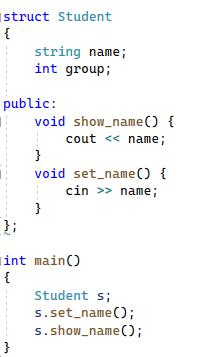 struct Student
{
    string name;
    int group;

public:
    void show_name() {
        cout << name;
    }
    void set_name() {
        cin >> name;
    }
};

int main()
{
    Student s;
    s.set_name();
    s.show_name();
}